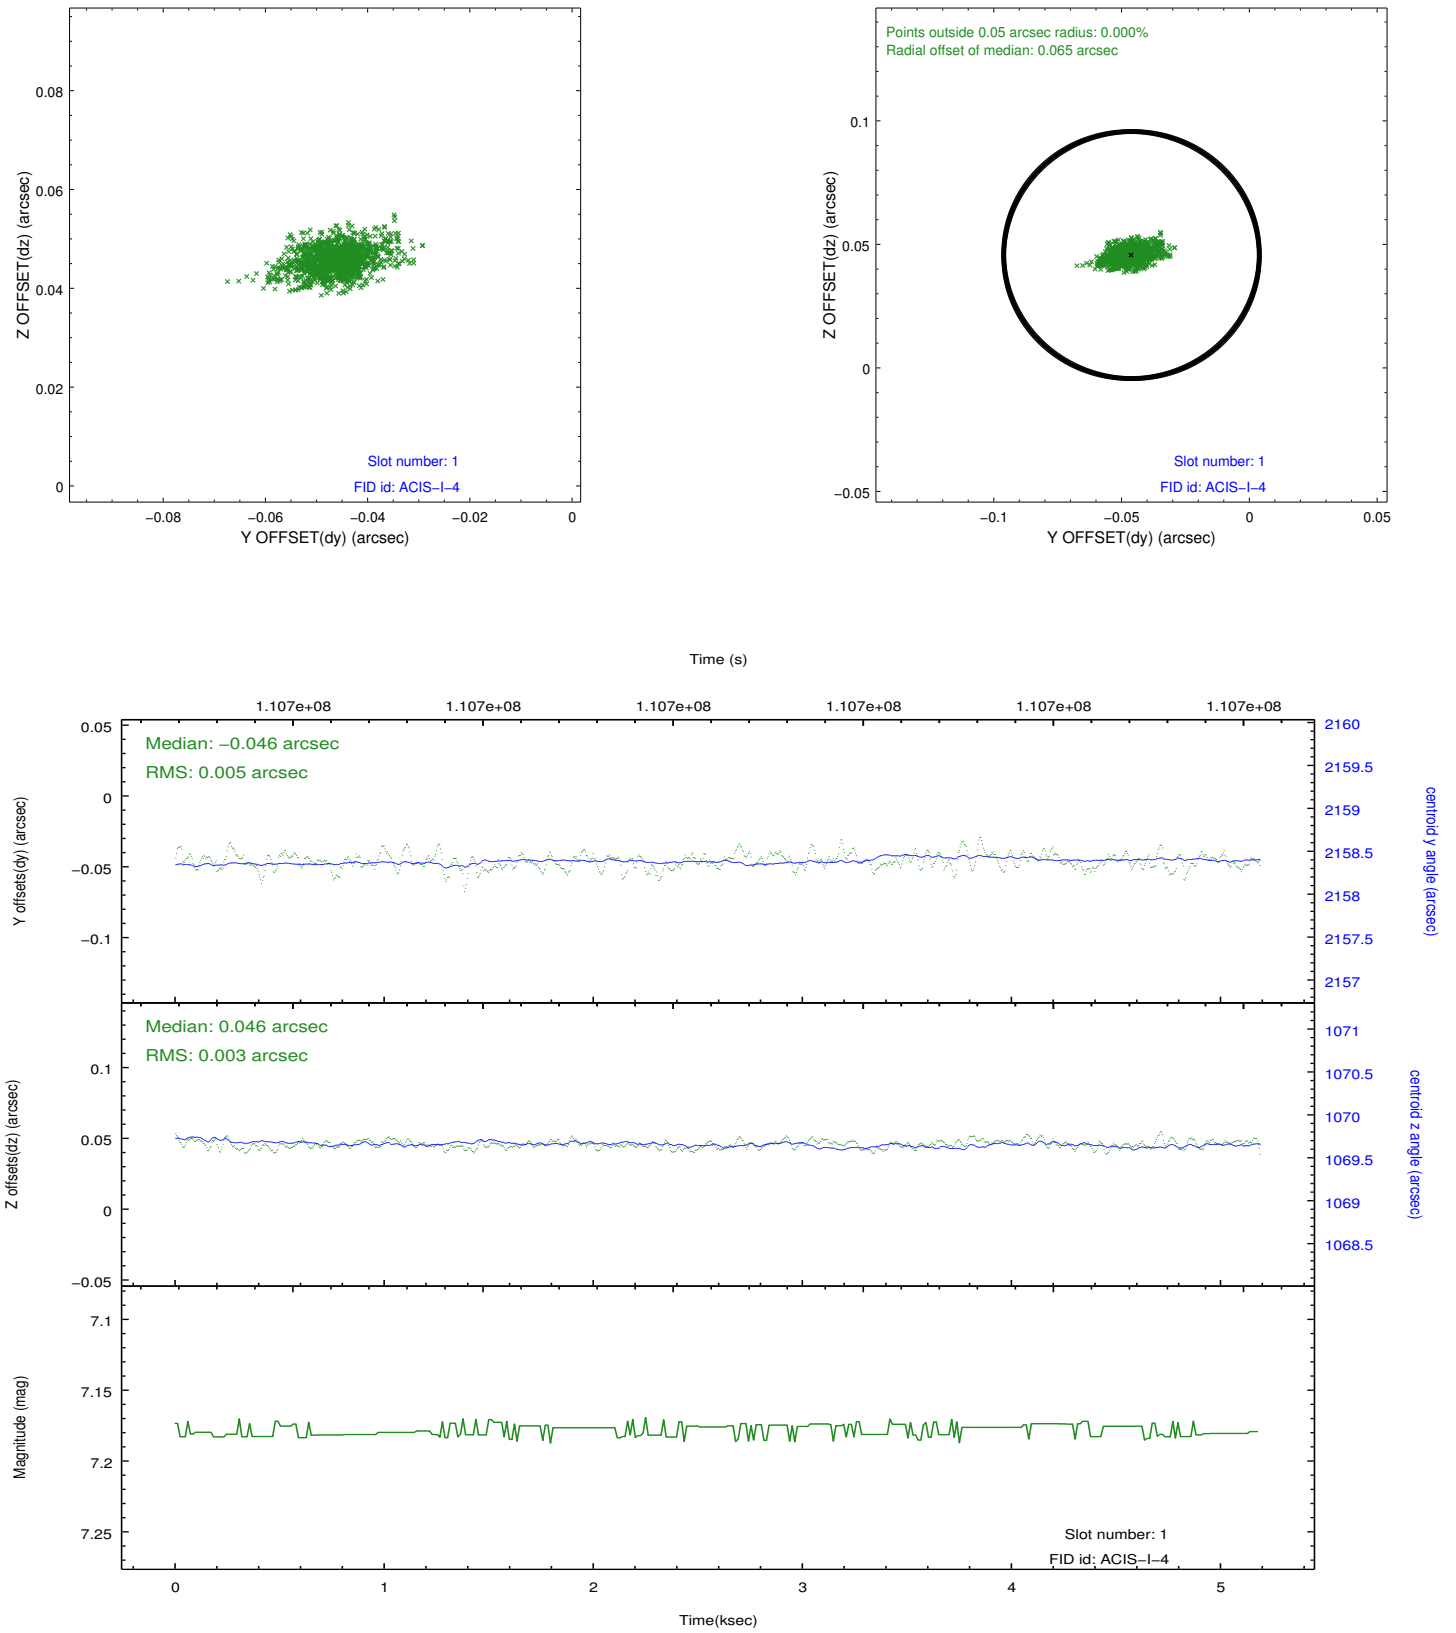 0.08
0.06
0.04
0.02
0
Z OFFSET(dz) (arcsec)
Slot number: 1
FID id: ACIS−I−4
−0.08 −0.06 −0.04 −0.02 0
Y OFFSET(dy) (arcsec)
Points outside 0.05 arcsec radius: 0.000%
Radial offset of median: 0.065 arcsec
0.1
0.05
0
−0.05
Z OFFSET(dz) (arcsec)
Slot number: 1
FID id: ACIS−I−4
−0.1 −0.05 0 0.05
Y OFFSET(dy) (arcsec)
Time (s)
1.107e+08 1.107e+08 1.107e+08 1.107e+08 1.107e+08 1.107e+08
Median: −0.046 arcsec
RMS: 0.005 arcsec
0.05
0
−0.05
−0.1
Y offsets(dy) (arcsec)
2160
2159.5
2159
2158.5
2158
2157.5
2157
centroid y angle (arcsec)
Median: 0.046 arcsec
RMS: 0.003 arcsec
0.1
0.05
0
−0.05
Z offsets(dz) (arcsec)
1071
1070.5
1070
1069.5
1069
1068.5
centroid z angle (arcsec)
7.1
7.15
7.2
7.25
Magnitude (mag)
Slot number: 1
FID id: ACIS−I−4
0 1 2 3 4 5
Time(ksec)